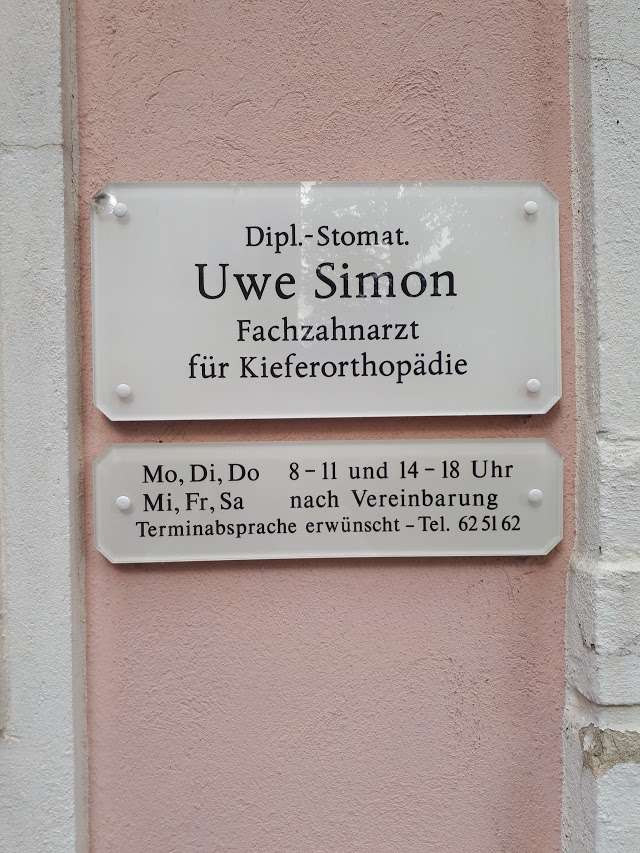 Dipl.-Stomat.
Uwe Simon
Fachzahnarzt
für Kieferorthopädie
Mo, Di, Do 8 – 11 und 14 – 18 Uhr
Mi, Fr, Sa nach Vereinbarung
Terminabsprache erwünscht – Tel. 62 51 62